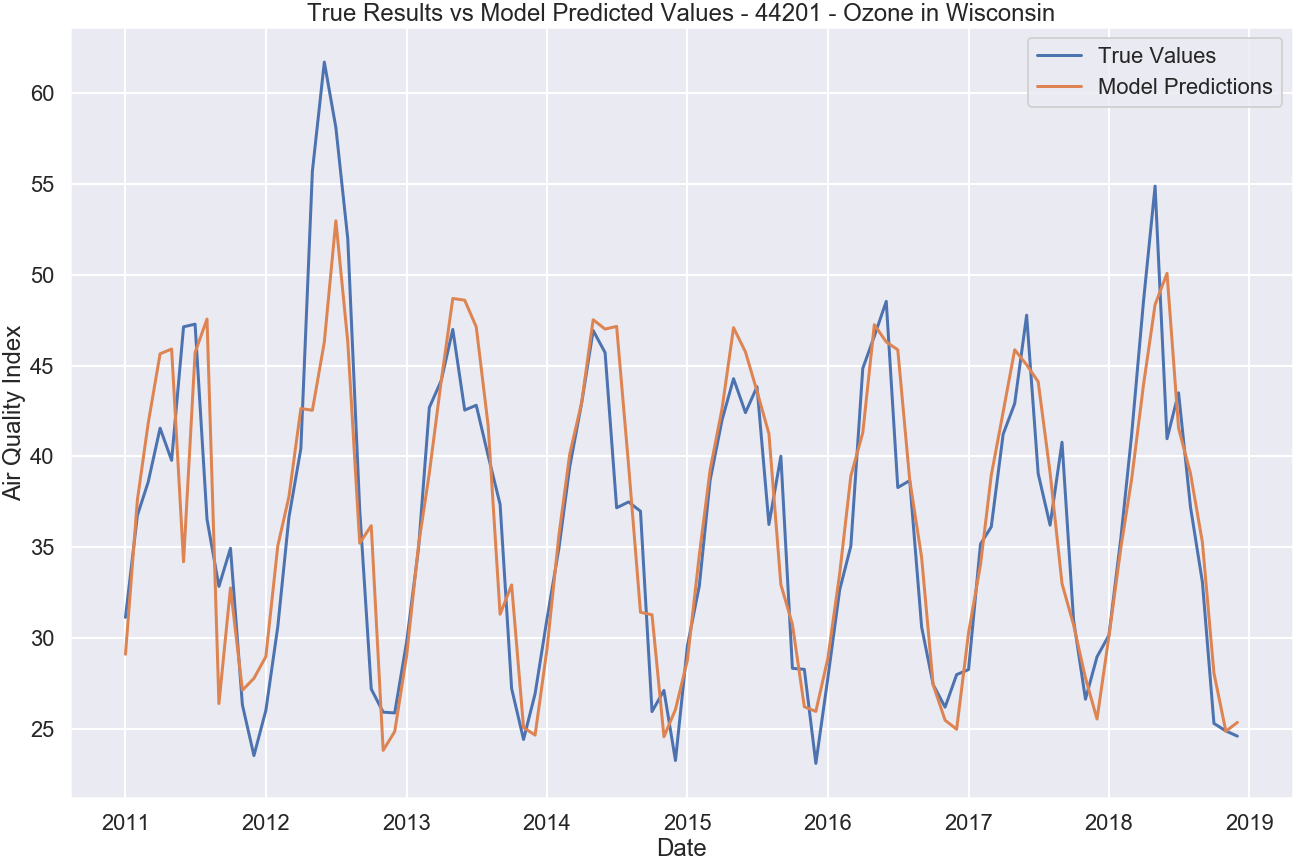 True Results vs Model Predicted Values - 44201 - Ozone in Wisconsin
True Values
Model Predictions
Air Quality Index
60
55
50
45
40
35
30
25
2011 2012 2013 2014 2015 2016 2017 2018 2019
Date